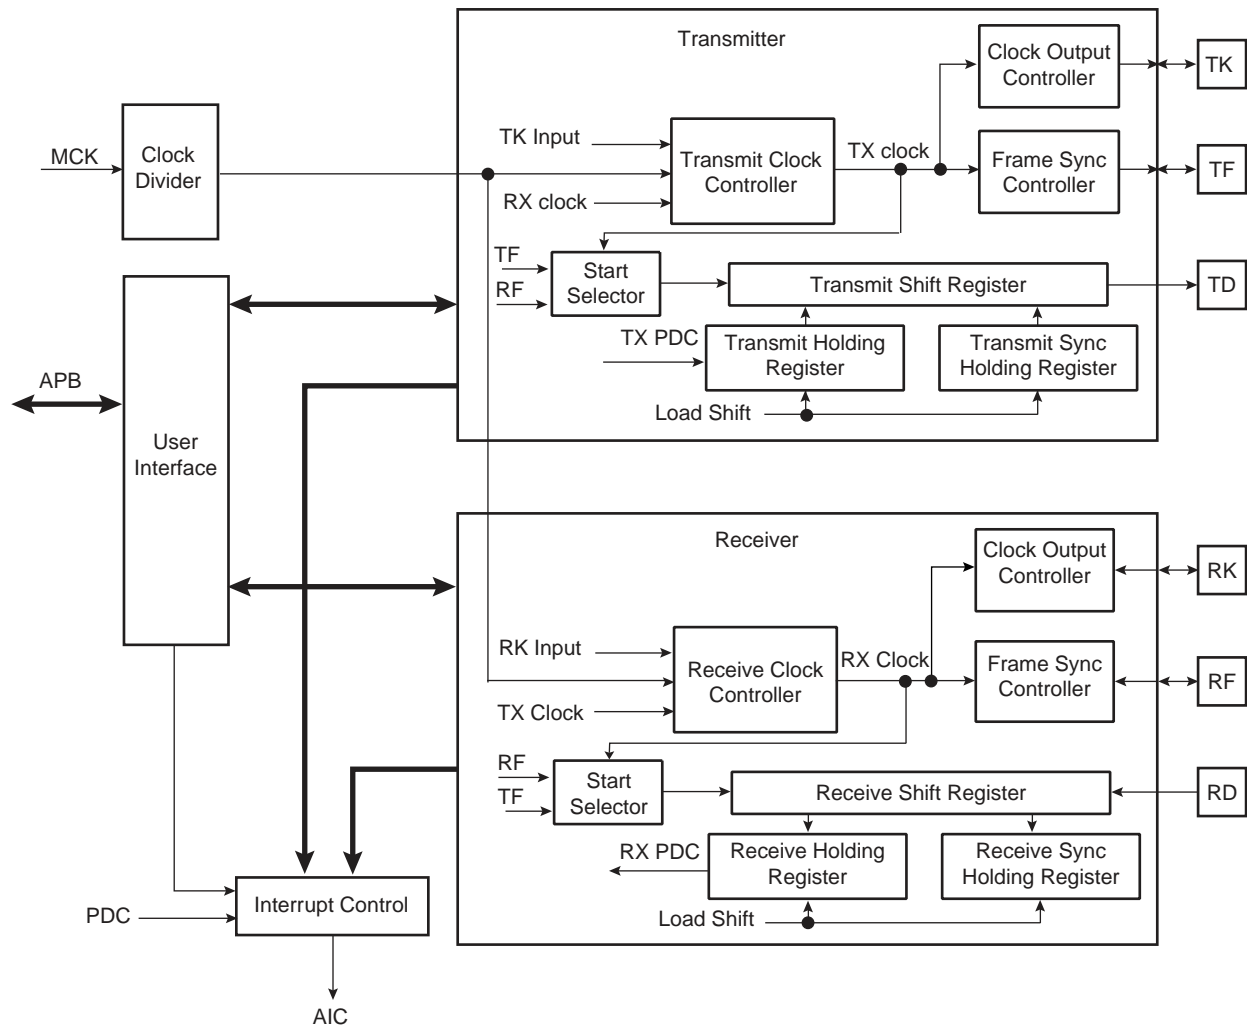 Transmitter
Clock Output
Controller
TK
MCK
Clock
Divider
TK Input
Transmit Clock
Controller
TX clock
Frame Sync
Controller
TF
RX clock
TF
RF
Start
Selector
Transmit Shift Register
TD
TX PDC
Transmit Holding
Register
Transmit Sync
Holding Register
Load Shift
APB
User
Interface
Receiver
Clock Output
Controller
RK
RK Input
Receive Clock
Controller
RX Clock
Frame Sync
Controller
RF
TX Clock
RF
TF
Start
Selector
Receive Shift Register
RD
RX PDC
Receive Holding
Register
Receive Sync
Holding Register
Load Shift
PDC
Interrupt Control
AIC